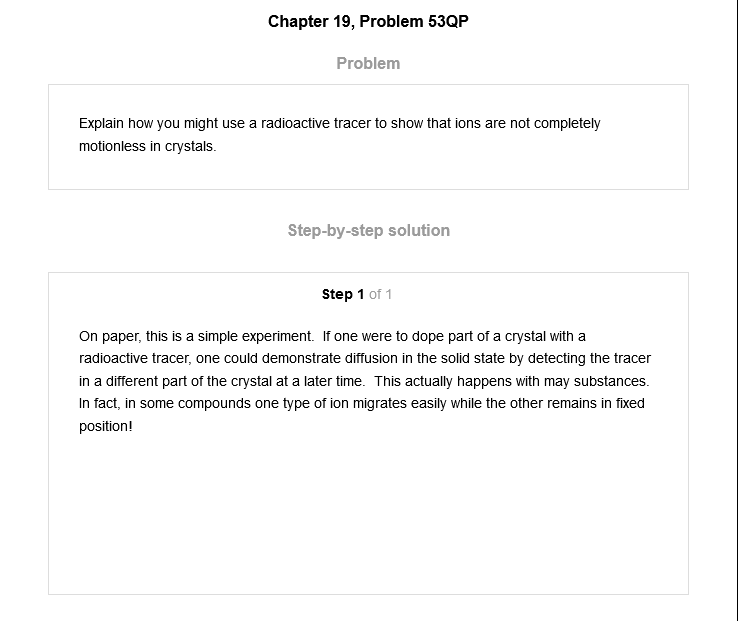 Chapter 19, Problem 53QP
Problem
Explain how you might use a radioactive tracer to show that ions are not completely
motionless in crystals.
Step-by-step solution
Step 1 of 1
On paper, this is a simple experiment.  If one were to dope part of a crystal with a
radioactive tracer, one could demonstrate diffusion in the solid state by detecting the tracer
in a different part of the crystal at a later time.  This actually happens with may substances.
In fact, in some compounds one type of ion migrates easily while the other remains in fixed
position!